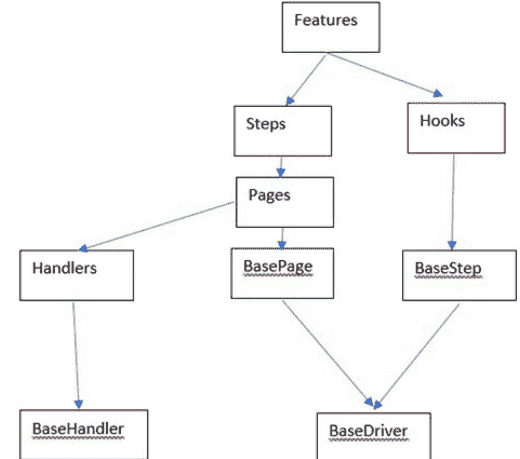 Features
Steps
Hooks
Pages
Handlers
BasePage
BaseStep
BaseHandler
BaseDriver